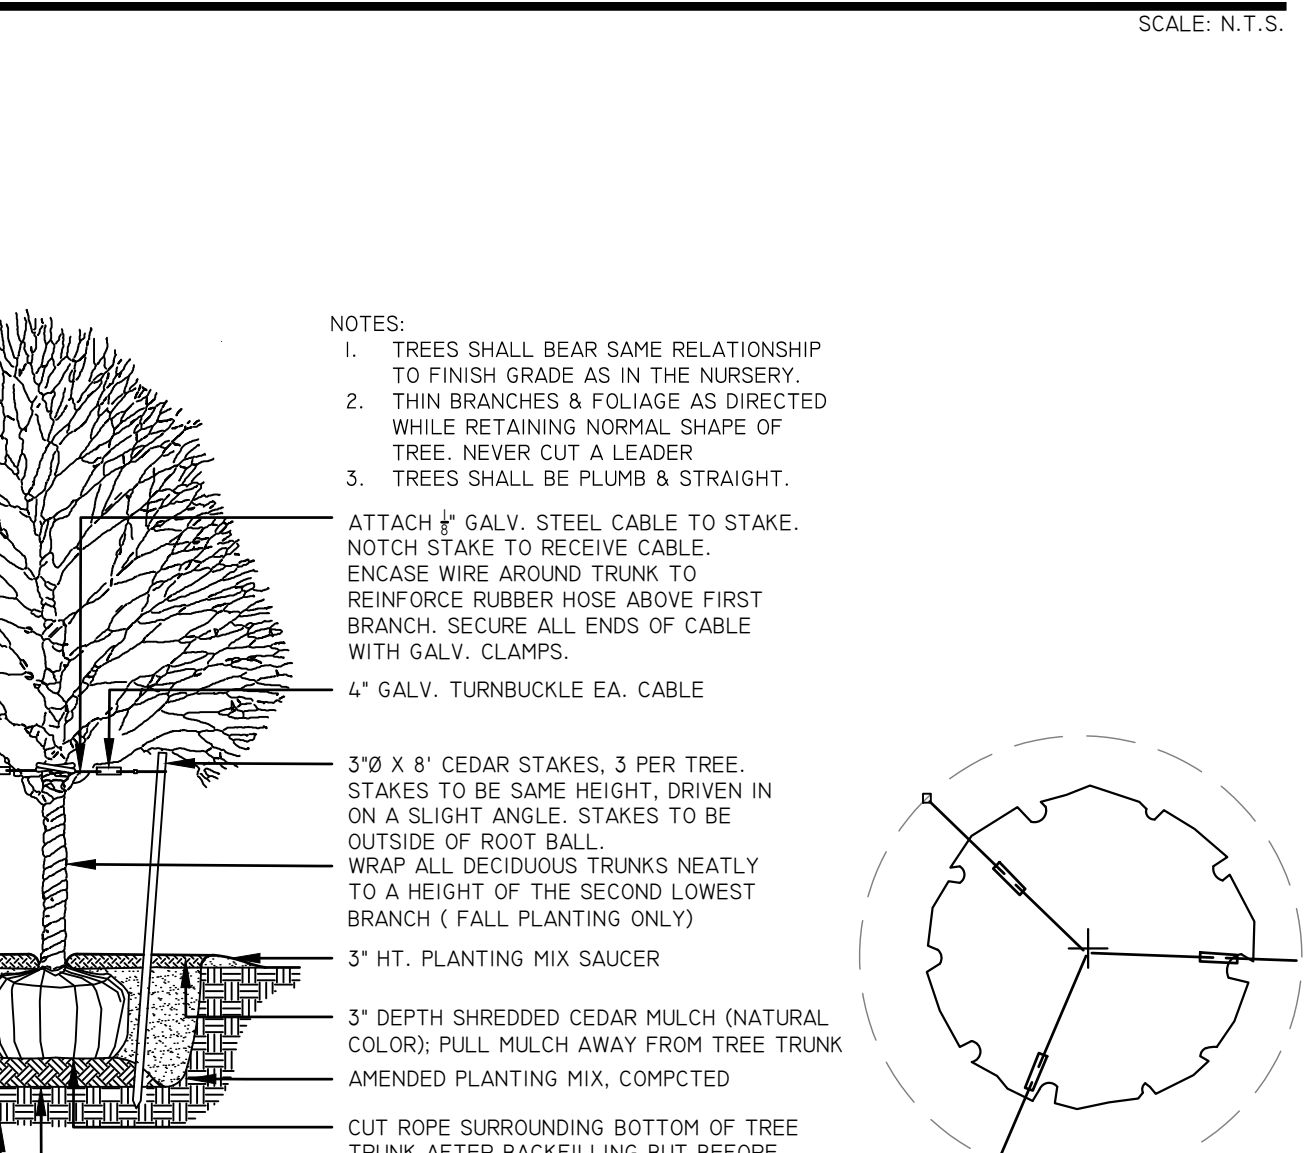 SCALE: N.T.S.
NOTES:
1. TREES SHALL BEAR SAME RELATIONSHIP
TO FINISH GRADE AS IN THE NURSERY.
2. THIN BRANCHES & FOLIAGE AS DIRECTED
WHILE RETAINING NORMAL SHAPE OF
TREE. NEVER CUT A LEADER
3. TREES SHALL BE PLUMB & STRAIGHT.
ATTACH 1/8" GALV. STEEL CABLE TO STAKE.
NOTCH STAKE TO RECEIVE CABLE.
ENCASE WIRE AROUND TRUNK TO
REINFORCE RUBBER HOSE ABOVE FIRST
BRANCH. SECURE ALL ENDS OF CABLE
WITH GALV. CLAMPS.
4" GALV. TURNBUCKLE EA. CABLE
3"Ø X 8' CEDAR STAKES, 3 PER TREE.
STAKES TO BE SAME HEIGHT, DRIVEN IN
ON A SLIGHT ANGLE. STAKES TO BE
OUTSIDE OF ROOT BALL.
WRAP ALL DECIDUOUS TRUNKS NEATLY
TO A HEIGHT OF THE SECOND LOWEST
BRANCH ( FALL PLANTING ONLY)
3" HT. PLANTING MIX SAUCER
3" DEPTH SHREDDED CEDAR MULCH (NATURAL
COLOR); PULL MULCH AWAY FROM TREE TRUNK
AMENDED PLANTING MIX, COMPCTED
CUT ROPE SURROUNDING BOTTOM OF TREE
TRUNK AFTER BACKFILLING BUT BEFORE